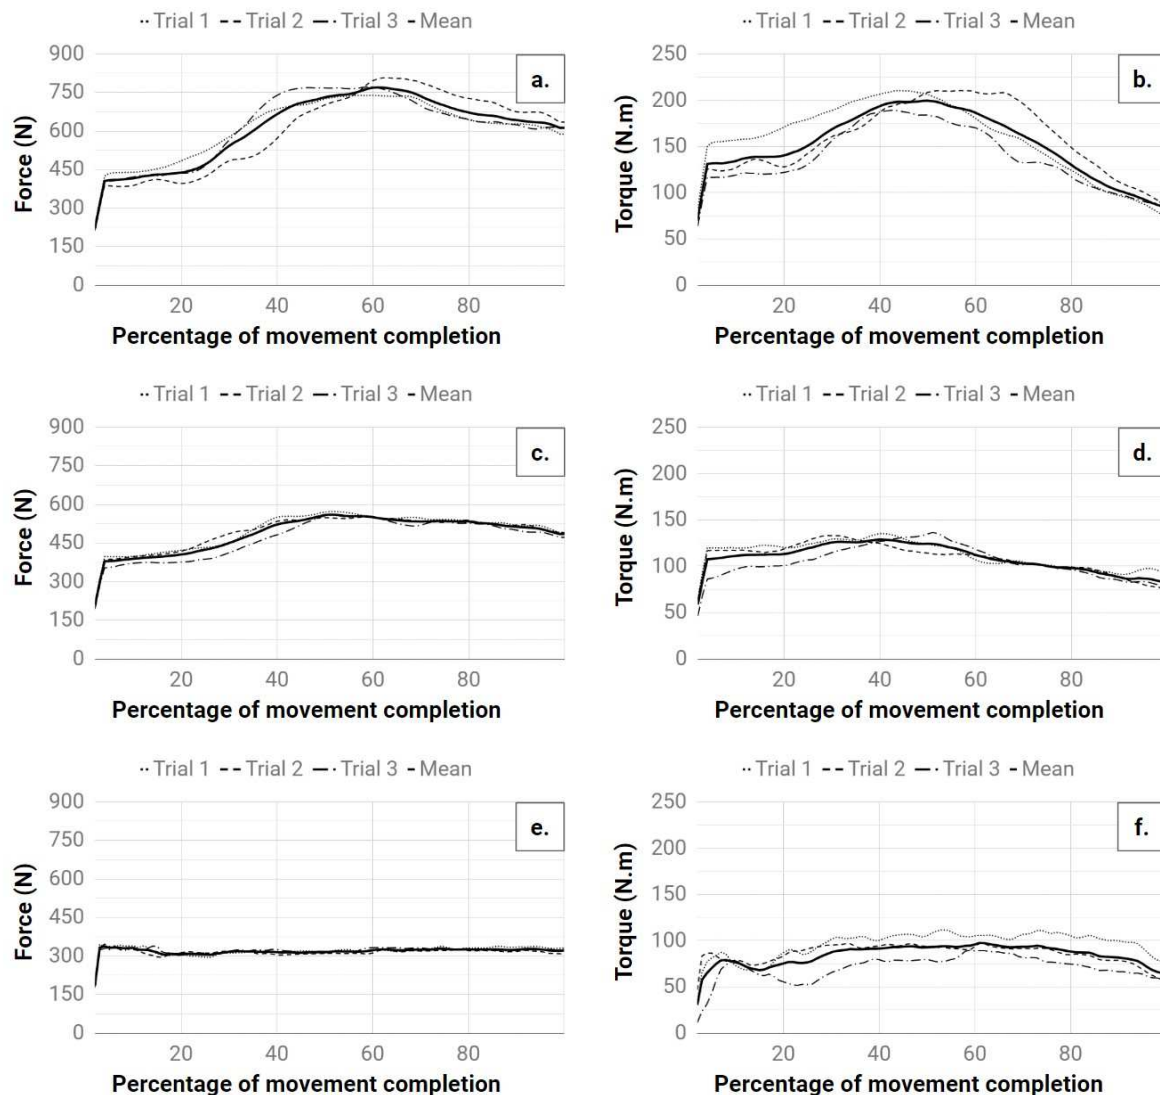 ·· Trial 1 -- Trial 2 —· Trial 3 - Mean
900
750
600
450
300
150
0
Force (N)
a.
20 40 60 80
Percentage of movement completion
·· Trial 1 -- Trial 2 —· Trial 3 - Mean
250
200
150
100
50
0
Torque (N.m)
b.
20 40 60 80
Percentage of movement completion
·· Trial 1 -- Trial 2 —· Trial 3 - Mean
900
750
600
450
300
150
0
Force (N)
c.
20 40 60 80
Percentage of movement completion
·· Trial 1 -- Trial 2 —· Trial 3 - Mean
250
200
150
100
50
0
Torque (N.m)
d.
20 40 60 80
Percentage of movement completion
·· Trial 1 -- Trial 2 —· Trial 3 - Mean
900
750
600
450
300
150
0
Force (N)
e.
20 40 60 80
Percentage of movement completion
·· Trial 1 -- Trial 2 —· Trial 3 - Mean
250
200
150
100
50
0
Torque (N.m)
f.
20 40 60 80
Percentage of movement completion